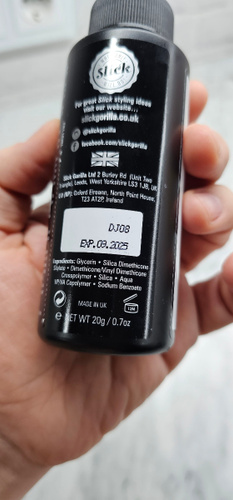 Slick
For great Slick styling ideas
visit our website...
slickgorilla.co.uk
@slickgorilla
facebook.com/slickgorilla
Slick Gorilla Ltd 2 Burley Rd (Unit Two
Leeds, West Yorkshire LS3 1JB, UK
Oxford Eireann, North Point House,
T23 AT2P, Ireland
DJ08
EXP.09.2025
Ingredients: Glycerin • Silica Dimethicone
Silylate • Dimethicone/Vinyl Dimethicone
Crosspolymer • Silica • Aqua
VP/VA Copolymer • Sodium Benzoate
MADE IN UK
12M
e NET WT 20g / 0.7oz